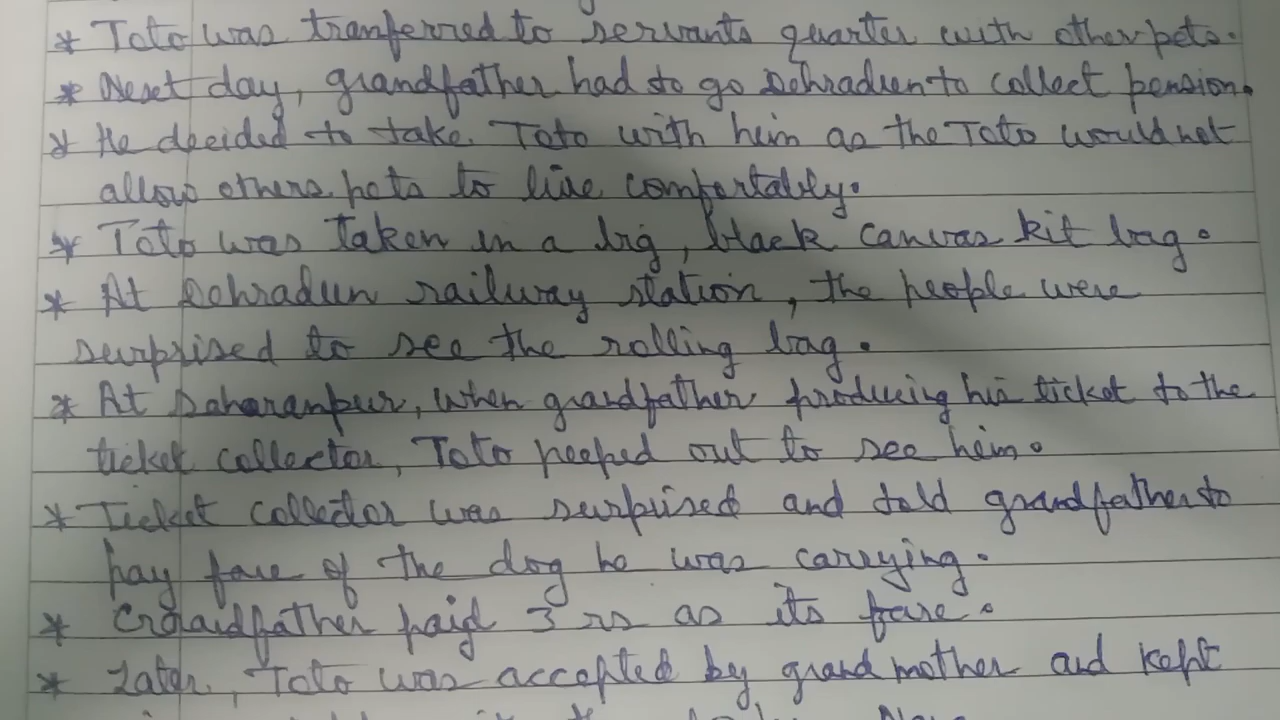 * Toto was tranferred to servants quarter with other pets.
* Next day, grandfather had to go Dehradun to collect pension.
* He decided to take Toto with him as the Toto would not
allow others pets to live comfortably.
* Toto was taken in a big, black canvas kit bag.
* At Dehradun railway station, the people were
surprised to see the rolling bag.
* At Saharanpur, when grandfather producing his ticket to the
ticket collector, Toto peeped out to see him.
* Ticket collector was surprised and told grandfather to
pay fare of the dog he was carrying.
* Grandfather paid 3 rs as its fare.
* Later, Toto was accepted by grand mother and kept